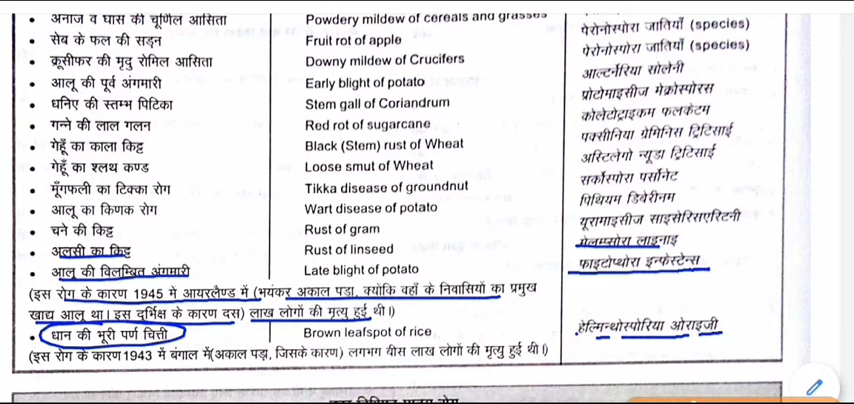 • अनाज व घास की चूर्णिल आसिता Powdery mildew of cereals and grasses पेरोनोस्पोरा जातियाँ (species)
• सेब के फल की सड़न Fruit rot of apple पेरोनोस्पोरा जातियाँ (species)
• क्रूसीफर की मृदु रोमिल आसिता Downy mildew of Crucifers आल्टर्नेरिया सोलेनी
• आलू की पूर्व अंगमारी Early blight of potato प्रोटोमाइसीज मेक्रोस्पोरस
• धनिए की स्तम्भ पिटिका Stem gall of Coriandrum कोलेटोट्राइकम फलकेटम
• गन्ने की लाल गलन Red rot of sugarcane पक्सीनिया ग्रेमिनिस ट्रिटिसाई
• गेहूँ का काला किट्ट Black (Stem) rust of Wheat अस्टिलेगो न्यूडा ट्रिटिसाई
• गेहूँ का श्लथ कण्ड Loose smut of Wheat सर्कोस्पोरा पर्सोनेट
• मूँगफली का टिक्का रोग Tikka disease of groundnut पिथियम डिबेरीनम
• आलू का किणक रोग Wart disease of potato यूरामाइसीज साइसेरिसएरिटिनी
• चने की किट्ट Rust of gram मेलम्पसोरा लाइनाइ
• अलसी का किट्ट Rust of linseed फाइटोप्थोरा इन्फेस्टेन्स
• आलू की विलम्बित अंगमारी Late blight of potato
(इस रोग के कारण 1945 में आयरलैण्ड में (भयंकर अकाल पड़ा, क्योंकि वहाँ के निवासियों का प्रमुख
खाद्य आलू था। इस दुर्भिक्ष के कारण दस) लाख लोगों की मृत्यु हुई थी।)
• धान की भूरी पर्ण चित्ती Brown leafspot of rice हेल्मिन्थोस्पोरिया ओराइजी
(इस रोग के कारण 1943 में बंगाल में(अकाल पड़ा, जिसके कारण) लगभग बीस लाख लोगों की मृत्यु हुई थी।)